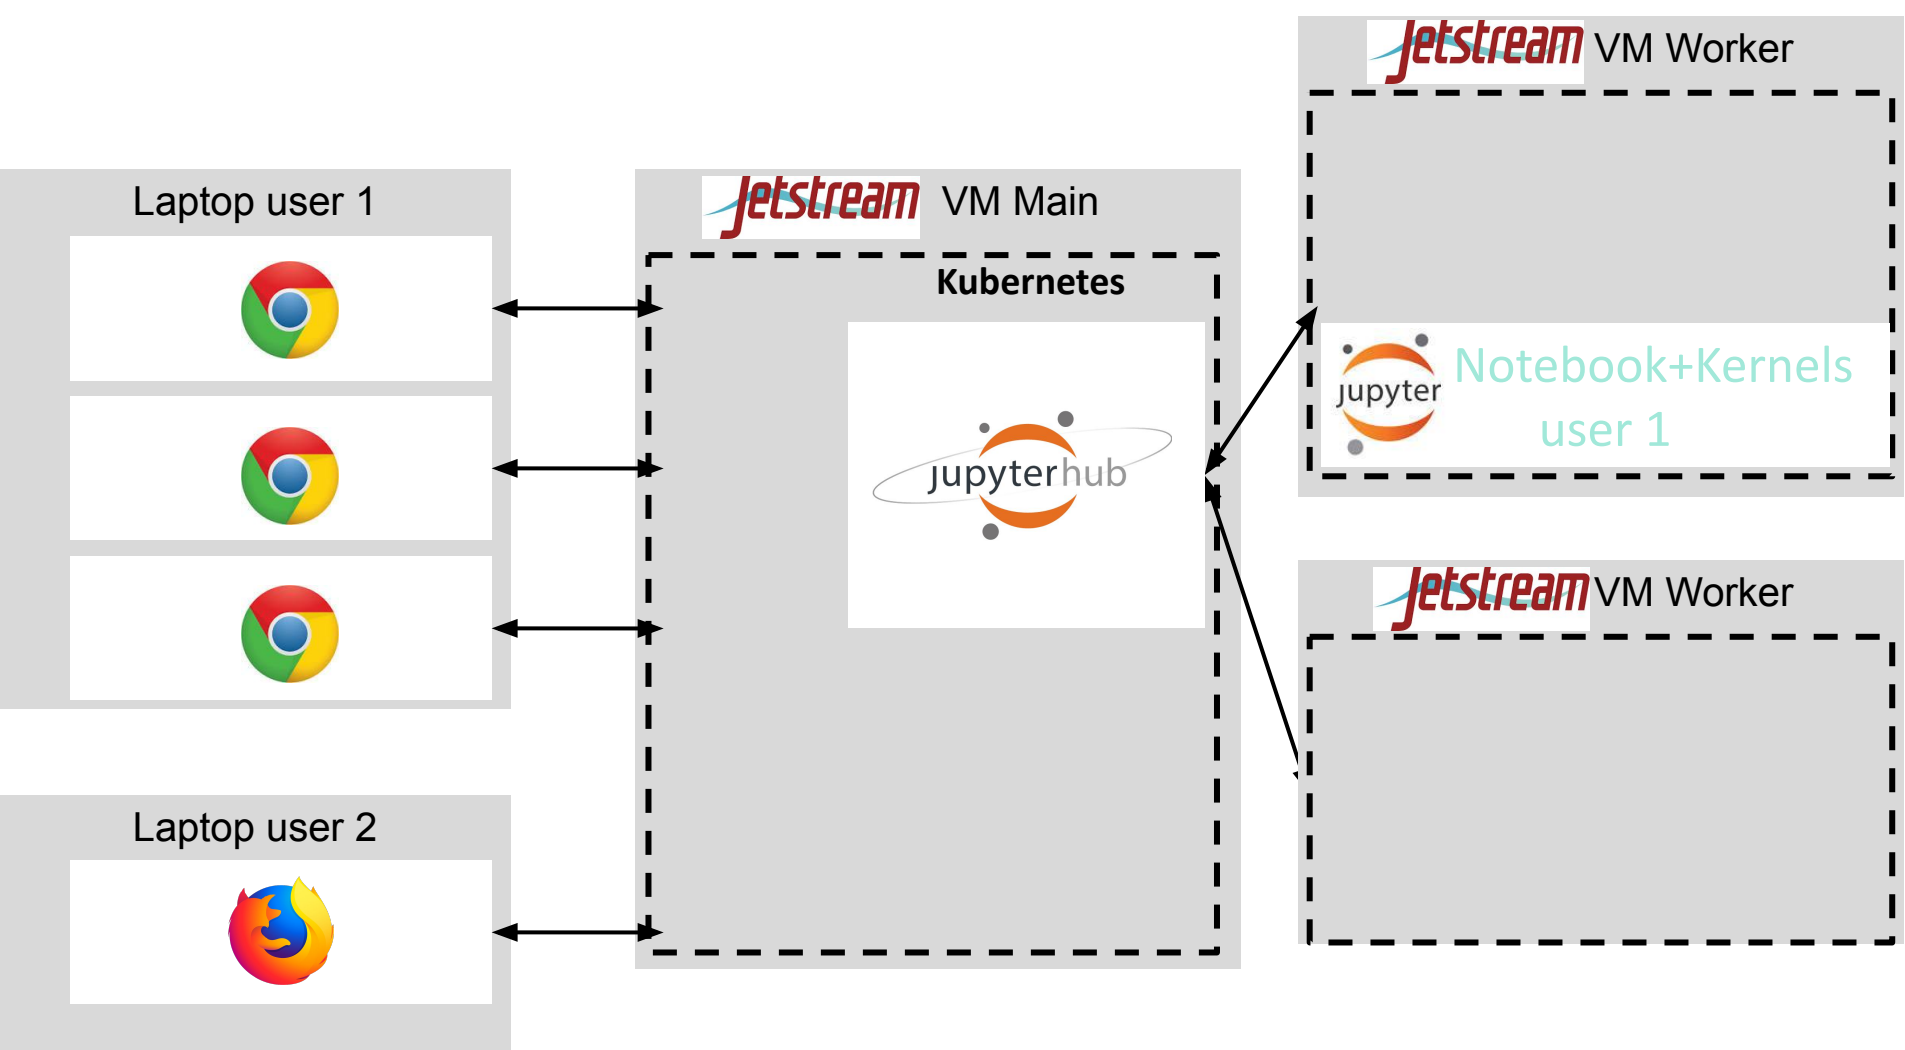 Laptop user 1
Laptop user 2
Jetstream VM Main
Kubernetes
jupyterhub
Jetstream VM Worker
jupyter Notebook+Kernels
user 1
Jetstream VM Worker